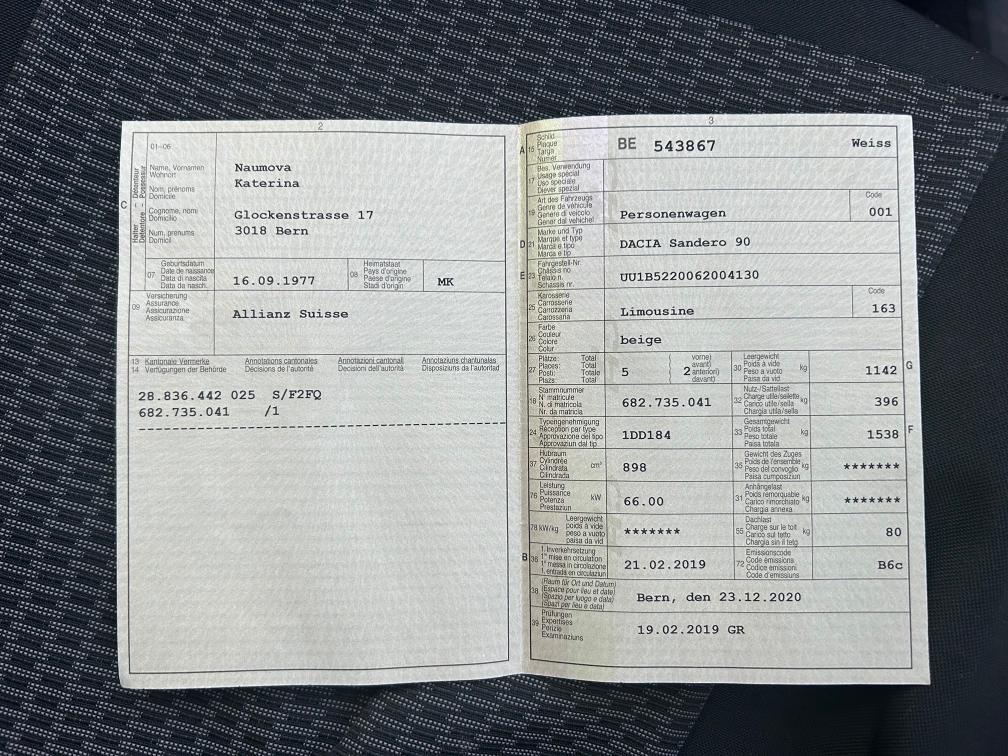 2
01-06
C
Halter – Détenteur
Detentore – Possessur
Name, Vornamen
Wohnort
Nom, prénoms
Domicile
Cognome, nomi
Domicilio
Num, prenums
Domicil
Naumova
Katerina
Glockenstrasse 17
3018 Bern
07
Geburtsdatum
Date de naissance
Data di nascita
Data da nasch.
16.09.1977
08
Heimatstaat
Pays d'origine
Paese d'origine
Stadi d'origin
MK
09
Versicherung
Assurance
Assicurazione
Assicuranza
Allianz Suisse
13 Kantonale Vermerke Annotations cantonales Annotazioni cantonali Annotaziuns chantunalas
14 Verfügungen der Behörde Décisions de l'autorité Decisioni dell'autorità Disposiziuns da l'autoritad
28.836.442 025 S/F2FQ
682.735.041 /1
3
A 15
Schild
Plaque
Targa
Numer
BE 543867 Weiss
17
Bes. Verwendung
Usage spécial
Uso speciale
Diever spezial
19
Art des Fahrzeugs
Genre de véhicule
Genere di veicolo
Gener dal vehichel
Personenwagen
Code
001
D 21
Marke und Typ
Marque et type
Marca e tipo
Marca e tip
DACIA Sandero 90
E 23
Fahrgestell-Nr.
Châssis no
Telaio n.
Schassis nr.
UU1B5220062004130
25
Karosserie
Carrosserie
Carrozzeria
Carossaria
Limousine
Code
163
26
Farbe
Couleur
Colore
Colur
beige
27
Plätze: Total
Places: Total
Posti: Totale
Plazs: Total
5
2
vorne)
avant)
anteriori)
davant)
30
Leergewicht
Poids à vide
Peso a vuoto
Paisa da vid
kg
1142
G
18
Stammnummer
N° matricule
N. di matricola
Nr. da matricla
682.735.041
32
Nutz-/Sattellast
Charge utile/sellette
Carico utile/sella
Chargia utila/sella
kg
396
24
Typengenehmigung
Réception par type
Approvazione del tipo
Approvaziun dal tip
1DD184
33
Gesamtgewicht
Poids total
Peso totale
Paisa totala
kg
1538
F
37
Hubraum
Cylindrée
Cilindrata
Cilindrada
cm³
898
35
Gewicht des Zuges
Poids de l'ensemble
Peso del convoglio
Paisa cumposiziun
kg
*******
76
Leistung
Puissance
Potenza
Prestaziun
kW
66.00
31
Anhängelast
Poids remorquable
Carico rimorchiato
Chargia annexa
kg
*******
78 kW/kg
Leergewicht
poids à vide
peso a vuoto
paisa da vid
*******
55
Dachlast
Charge sur le toit
Carico sul tetto
Chargia sin il tetg
kg
80
B 36
1. Inverkehrsetzung
1re mise en circulation
1a messa in circolazione
1. entrada en circulaziun
21.02.2019
72
Emissionscode
Code émissions
Codice emissioni
Code d'emissiuns
B6c
38
(Raum für Ort und Datum)
(Espace pour lieu et date)
(Spazio per luogo e data)
(Spazi per lieu e data)
Bern, den 23.12.2020
39
Prüfungen
Expertises
Perizie
Examinaziuns
19.02.2019 GR